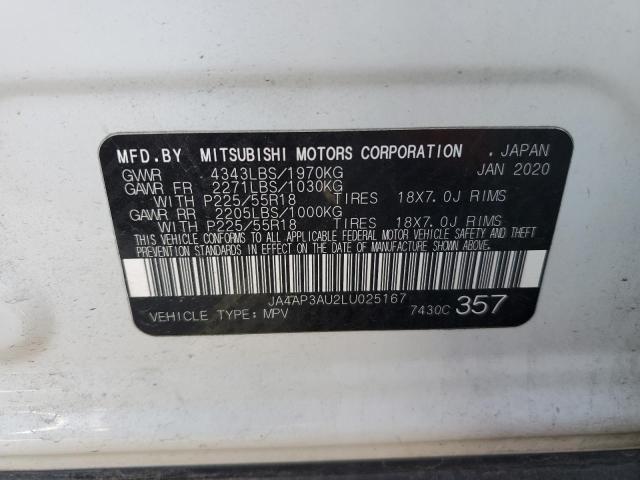 MFD.BY MITSUBISHI MOTORS CORPORATION . JAPAN
GVWR 4343LBS/1970KG JAN 2020
GAWR FR 2271LBS/1030KG
WITH P225/55R18 TIRES 18X7.0J RIMS
GAWR RR 2205LBS/1000KG
WITH P225/55R18 TIRES 18X7.0J RIMS
THIS VEHICLE CONFORMS TO ALL APPLICABLE FEDERAL MOTOR VEHICLE SAFETY AND THEFT
PREVENTION STANDARDS IN EFFECT ON THE DATE OF MANUFACTURE SHOWN ABOVE.
JA4AP3AU2LU025167
VEHICLE TYPE: MPV 7430C 357